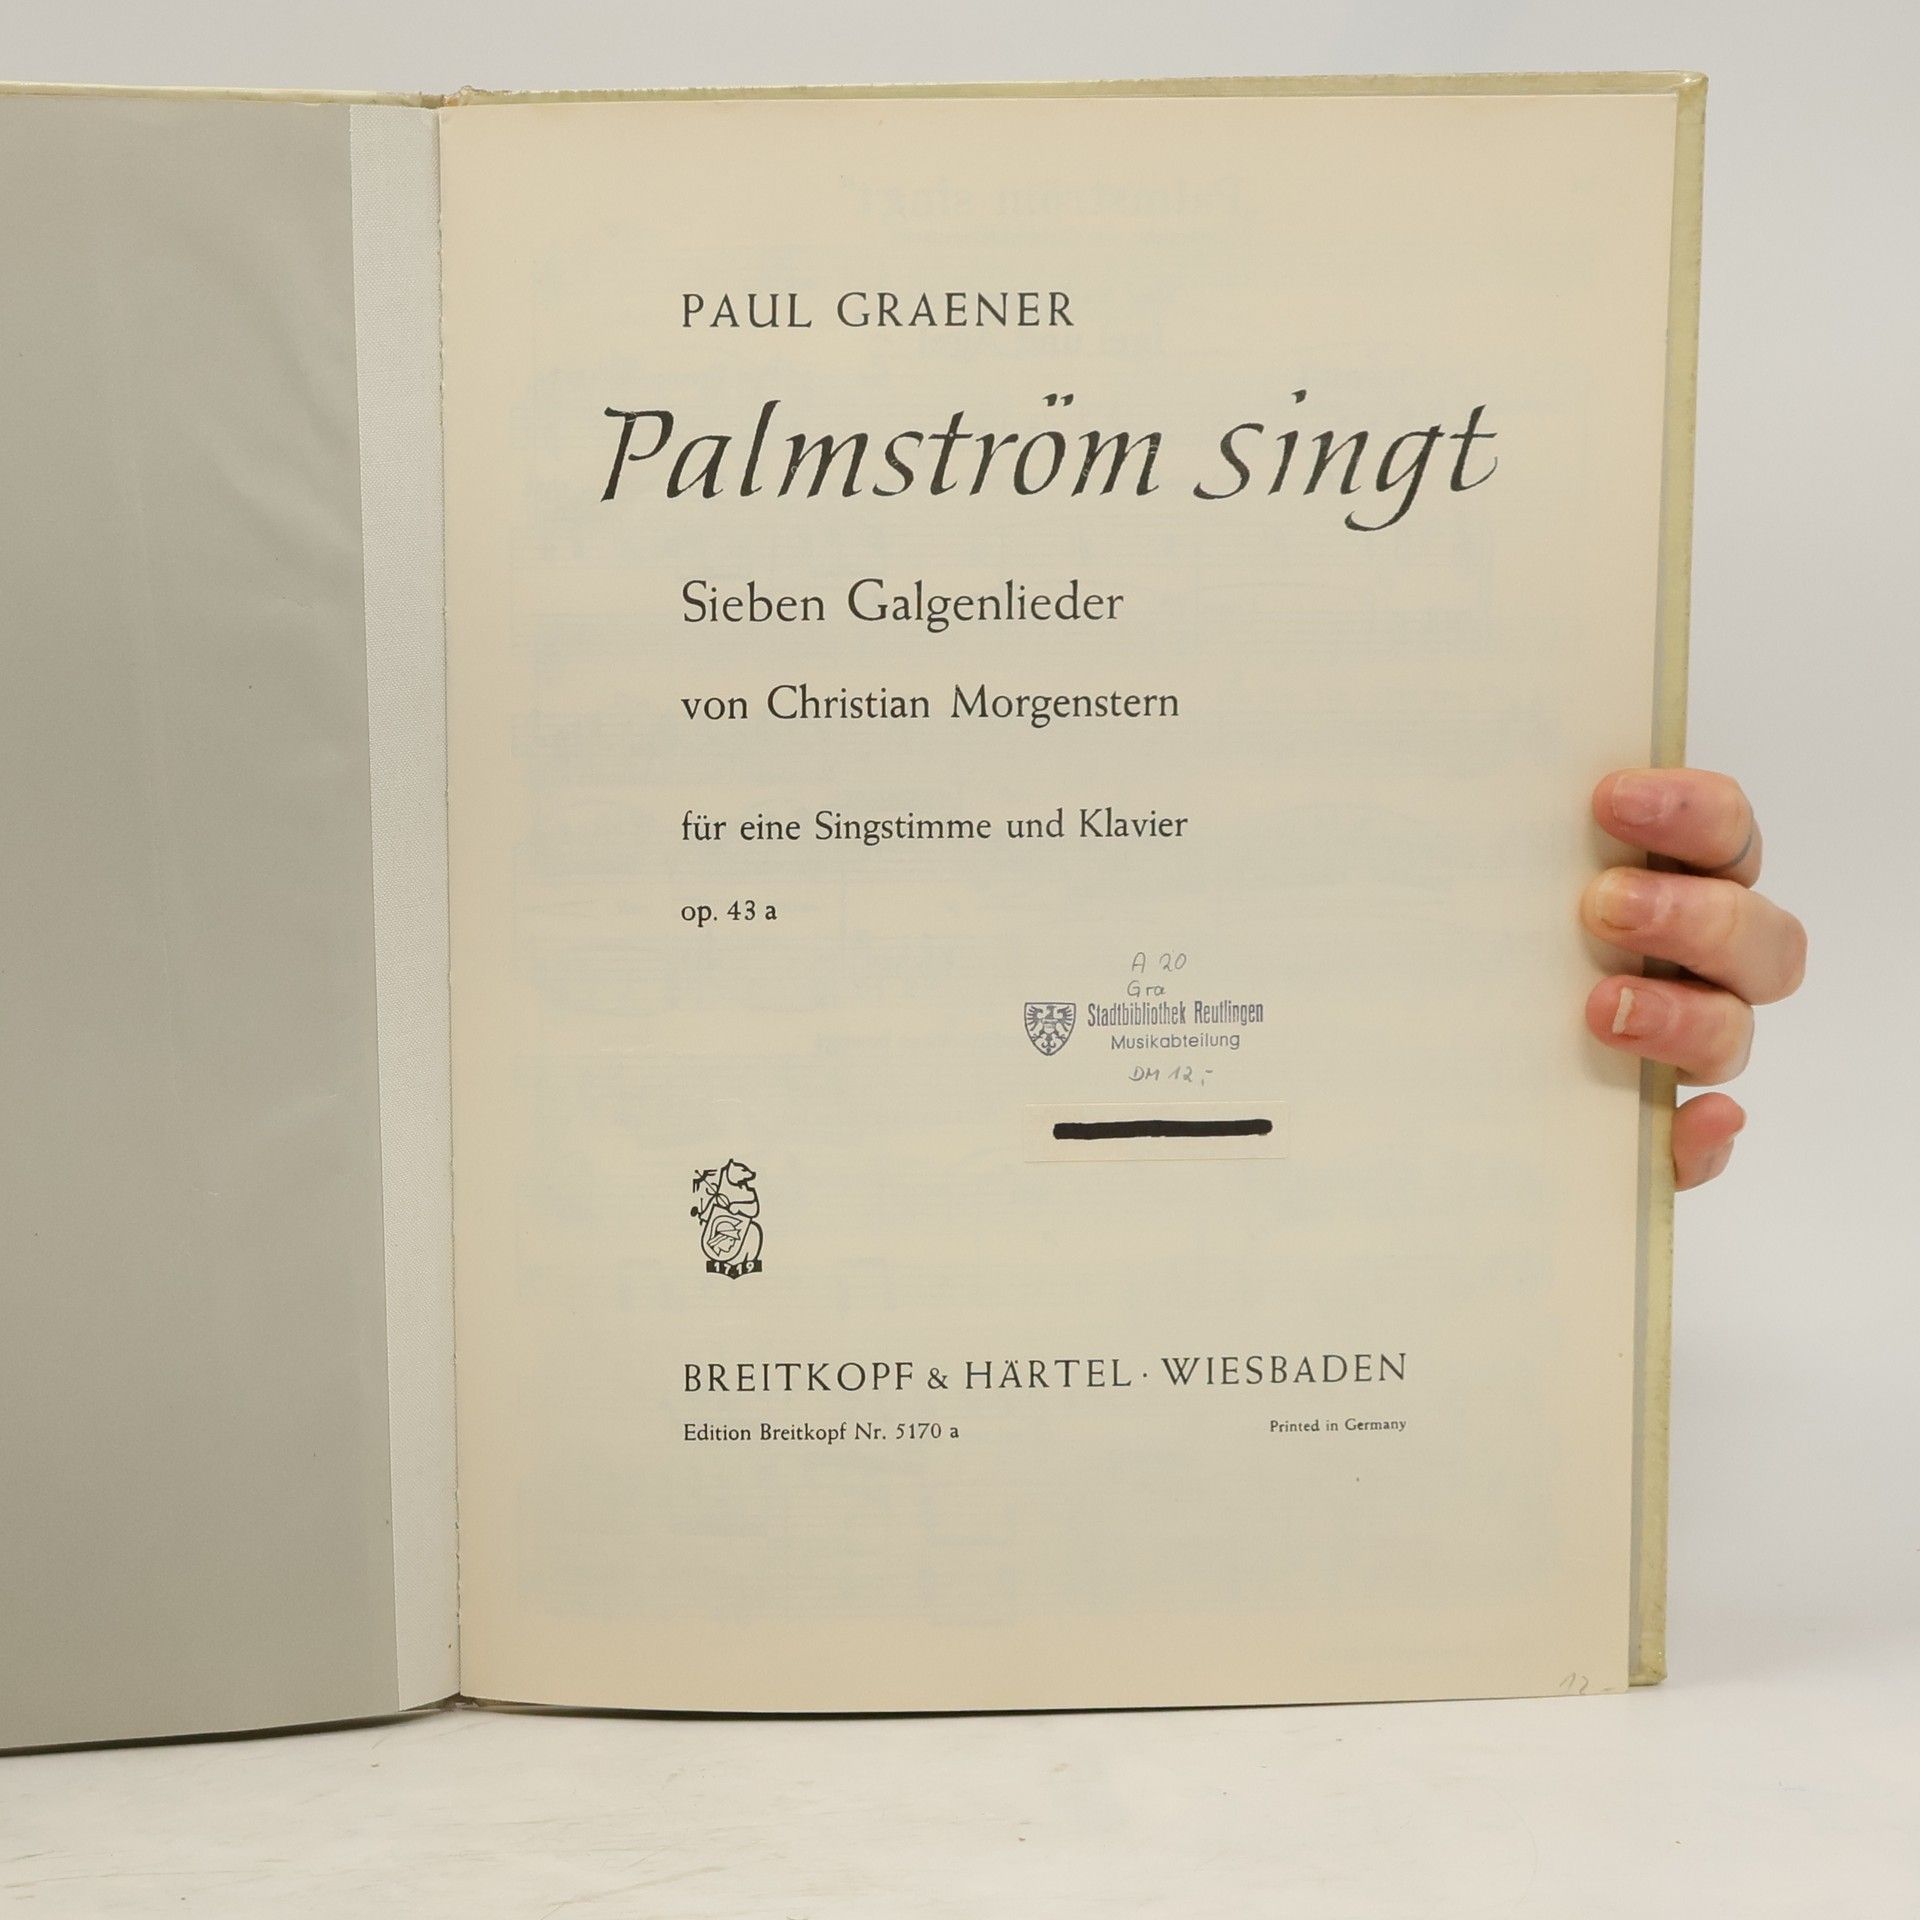 PAUL GRAENER
Palmström singt
Sieben Galgenlieder
von Christian Morgenstern
für eine Singstimme und Klavier
op. 43 a
A 20
Gra
Stadtbibliothek Reutlingen
Musikabteilung
DM 12,-
1719
BREITKOPF & HÄRTEL · WIESBADEN
Edition Breitkopf Nr. 5170 a
Printed in Germany
12 -